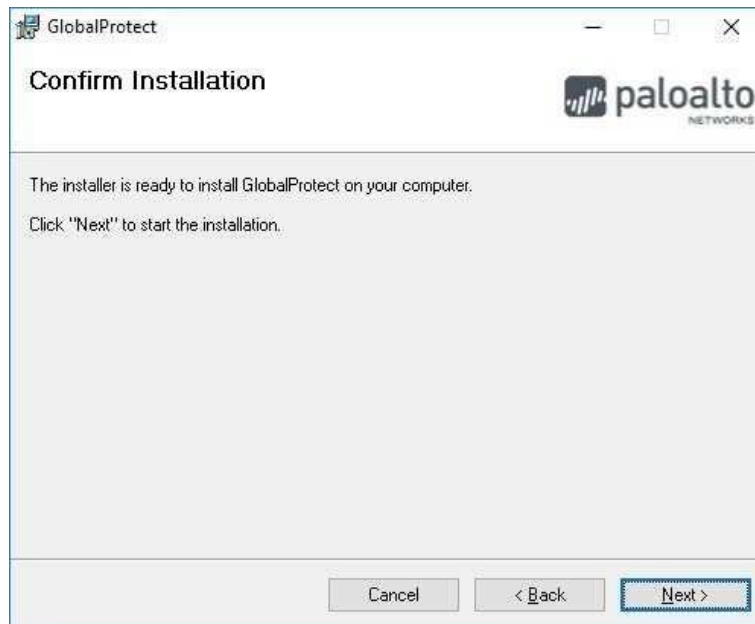 GlobalProtect
Confirm Installation
paloalto
NETWORKS
The installer is ready to install GlobalProtect on your computer.
Click "Next" to start the installation.
Cancel
< Back
Next >